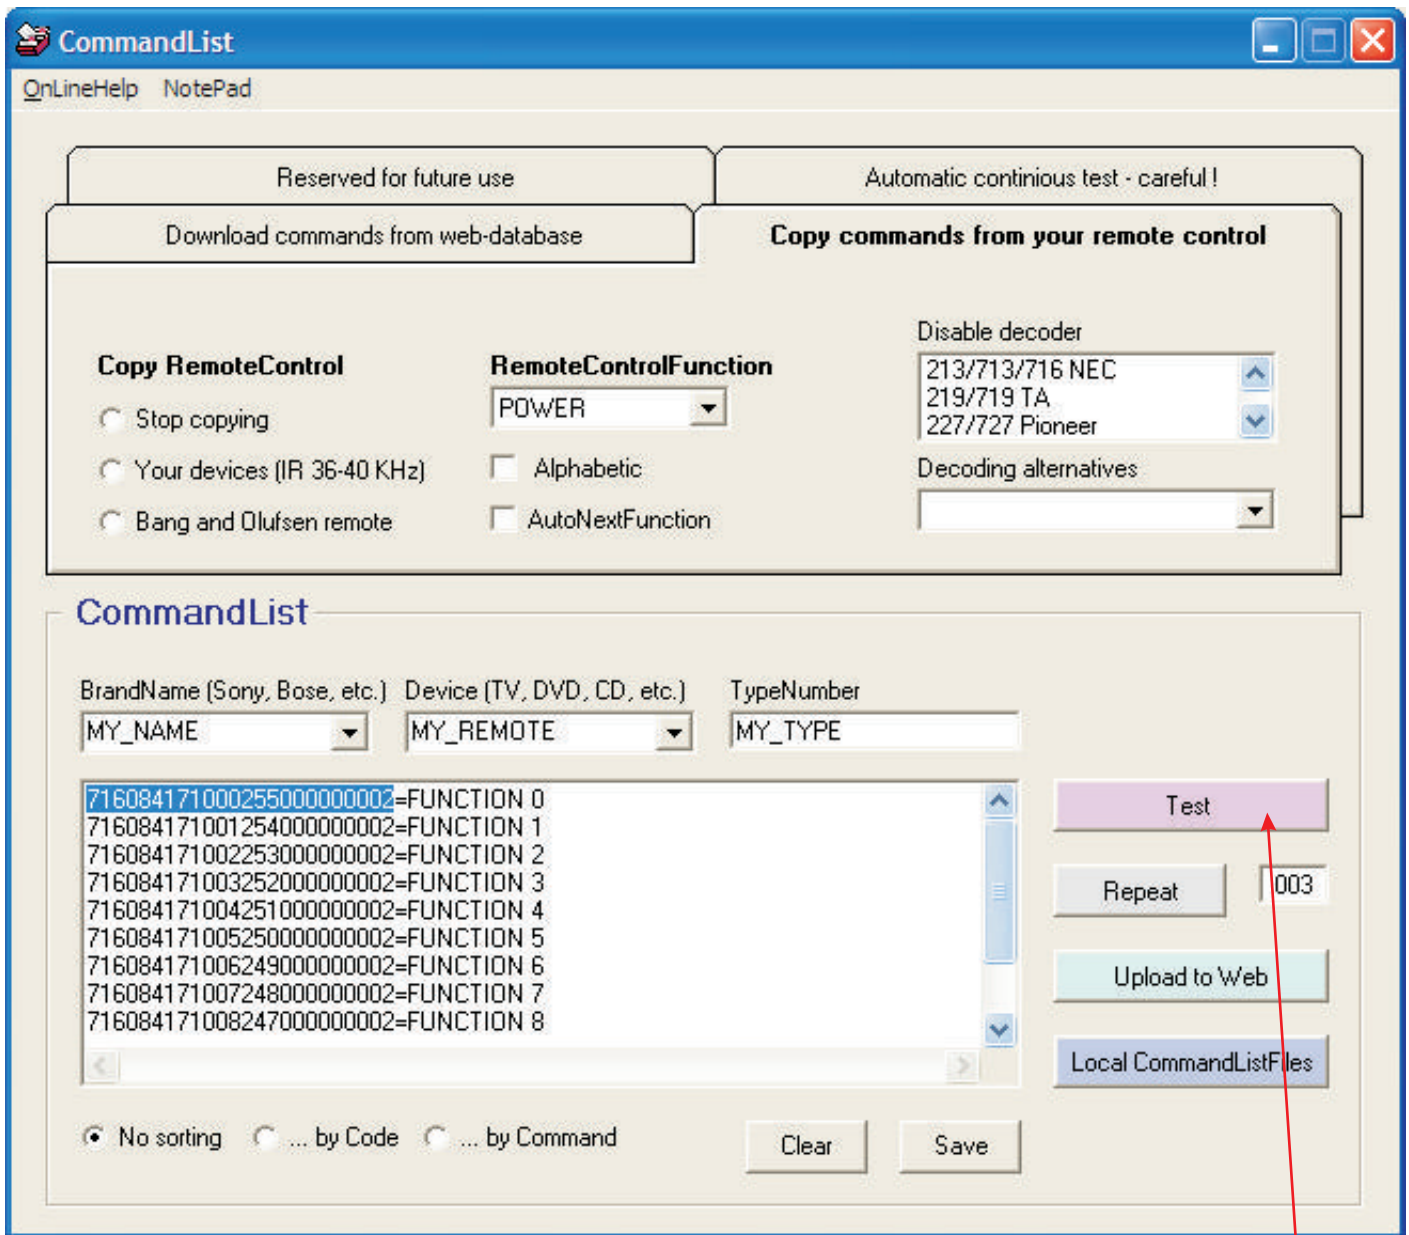 CommandList
OnLineHelp NotePad
Reserved for future use
Automatic continious test - careful !
Download commands from web-database
Copy commands from your remote control
Copy RemoteControl
Stop copying
Your devices (IR 36-40 KHz)
Bang and Olufsen remote
RemoteControlFunction
POWER
Alphabetic
AutoNextFunction
Disable decoder
213/713/716 NEC
219/719 TA
227/727 Pioneer
Decoding alternatives
CommandList
BrandName (Sony, Bose, etc.) Device (TV, DVD, CD, etc.) TypeNumber
MY_NAME MY_REMOTE MY_TYPE
716084171000255000000002=FUNCTION 0
716084171001254000000002=FUNCTION 1
716084171002253000000002=FUNCTION 2
716084171003252000000002=FUNCTION 3
716084171004251000000002=FUNCTION 4
716084171005250000000002=FUNCTION 5
716084171006249000000002=FUNCTION 6
716084171007248000000002=FUNCTION 7
716084171008247000000002=FUNCTION 8
Test
Repeat 003
Upload to Web
Local CommandListFiles
No sorting ... by Code ... by Command
Clear Save